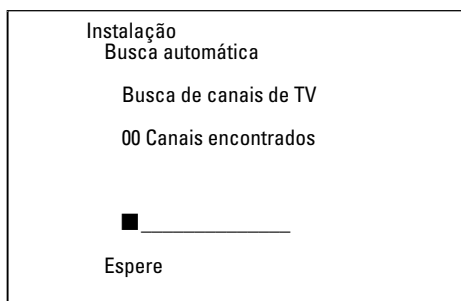 Instalação
Busca automática
Busca de canais de TV
00 Canais encontrados
Espere